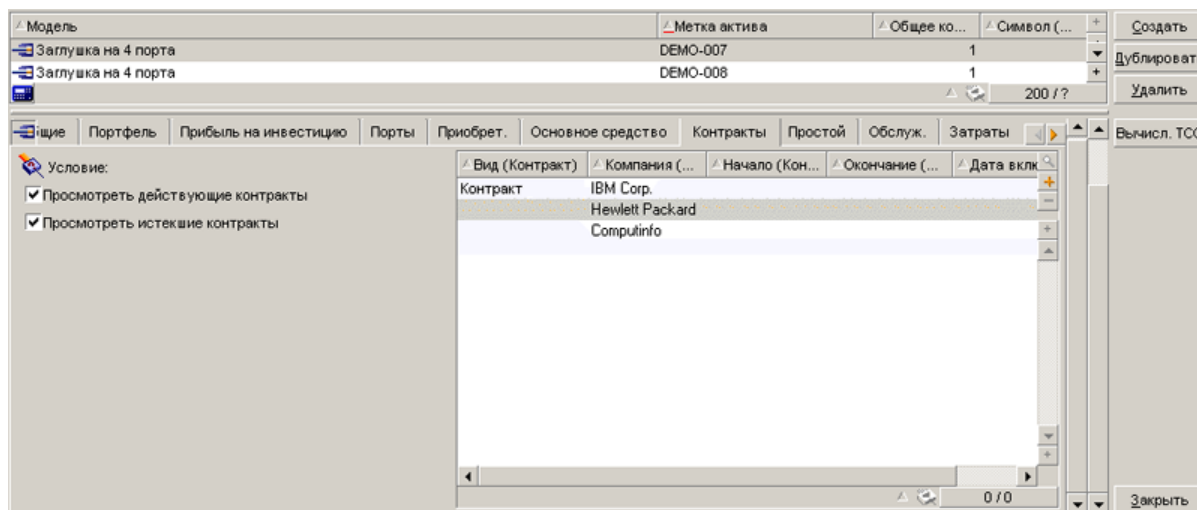 Модель Метка актива Общее ко... Символ (... Создать
Заглушка на 4 порта DEMO-007 1
Дублироват
Заглушка на 4 порта DEMO-008 1
200 / ? Удалить
щие Портфель Прибыль на инвестицию Порты Приобрет. Основное средство Контракты Простой Обслуж. Затраты Вычисл. TCO
Условие: Вид (Контракт) Компания (... Начало (Кон... Окончание (... Дата вклк
Просмотреть действующие контракты Контракт IBM Corp.
Hewlett Packard
Просмотреть истекшие контракты Computinfo
0 / 0 Закрыть